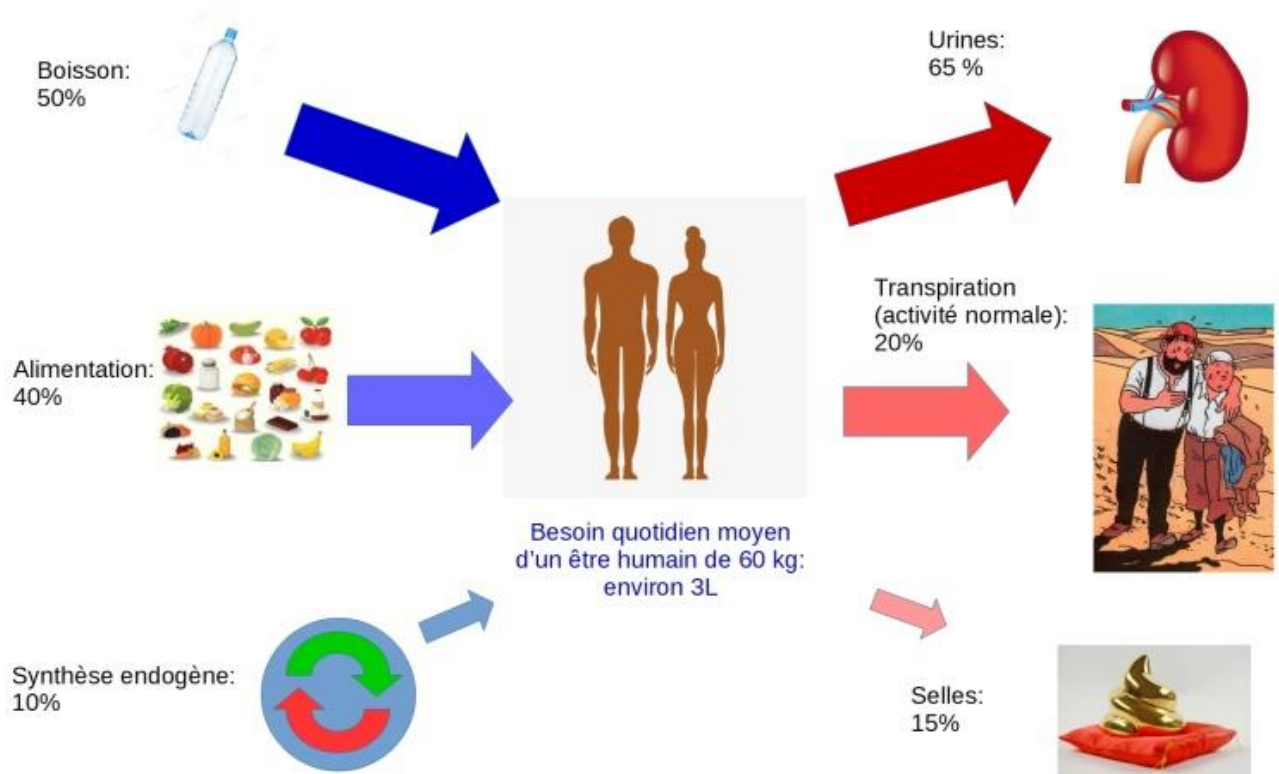 Boisson:
50%
Alimentation:
40%
Synthèse endogène:
10%
Besoin quotidien moyen
d'un être humain de 60 kg:
environ 3L
Urines:
65 %
Transpiration
(activité normale):
20%
Selles:
15%